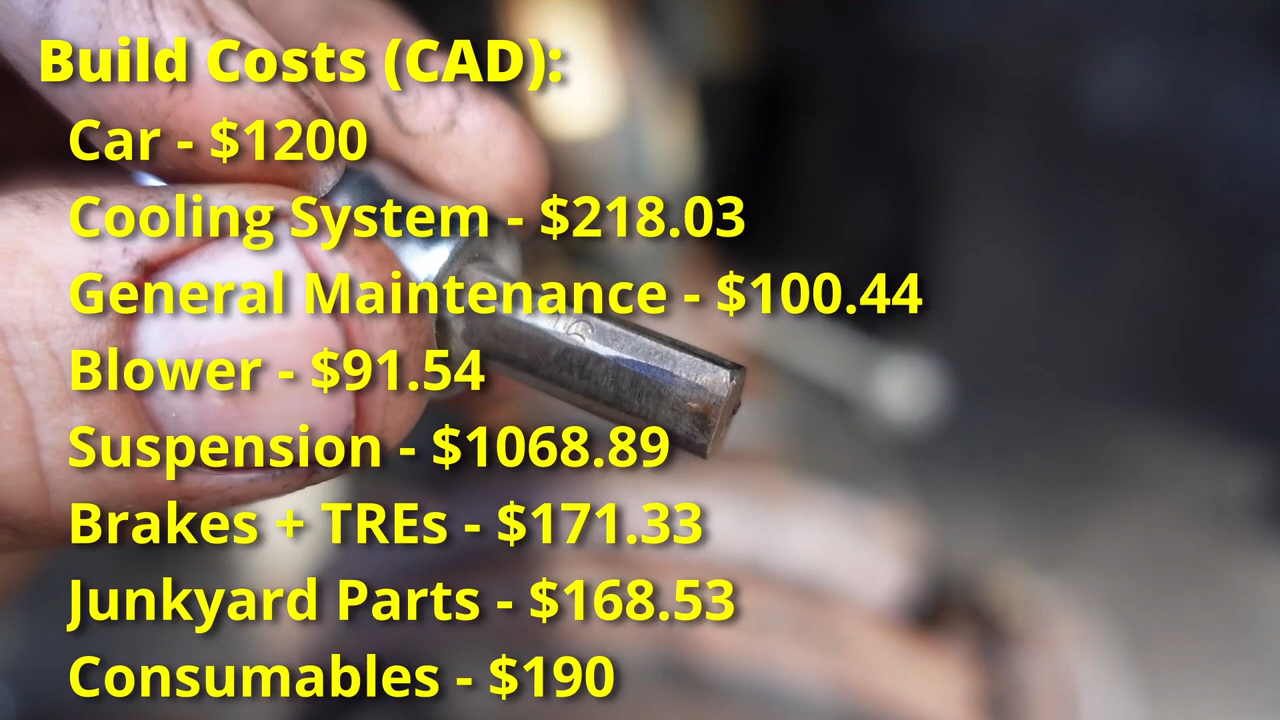 Build Costs (CAD):
Car - $1200
Cooling System - $218.03
General Maintenance - $100.44
Blower - $91.54
Suspension - $1068.89
Brakes + TREs - $171.33
Junkyard Parts - $168.53
Consumables - $190